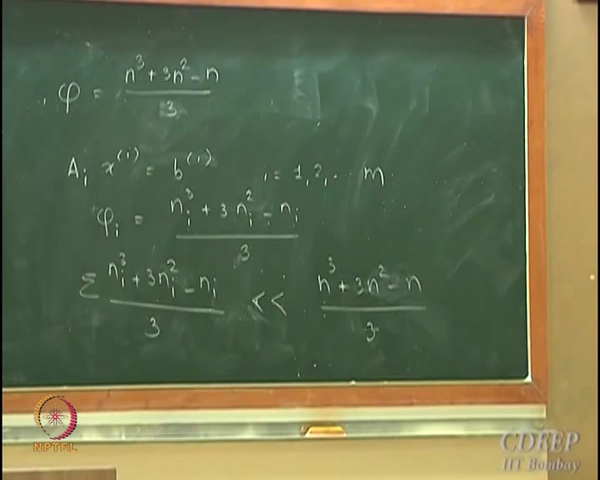 φ = (n³ + 3n² - n) / 3
Aᵢ x⁽ⁱ⁾ = b⁽ⁱ⁾ i = 1, 2, ... m
φᵢ = (nᵢ³ + 3nᵢ² - nᵢ) / 3
Σ (nᵢ³ + 3nᵢ² - nᵢ) / 3 << (n³ + 3n² - n) / 3
NPTEL
CDEEP
IIT Bombay